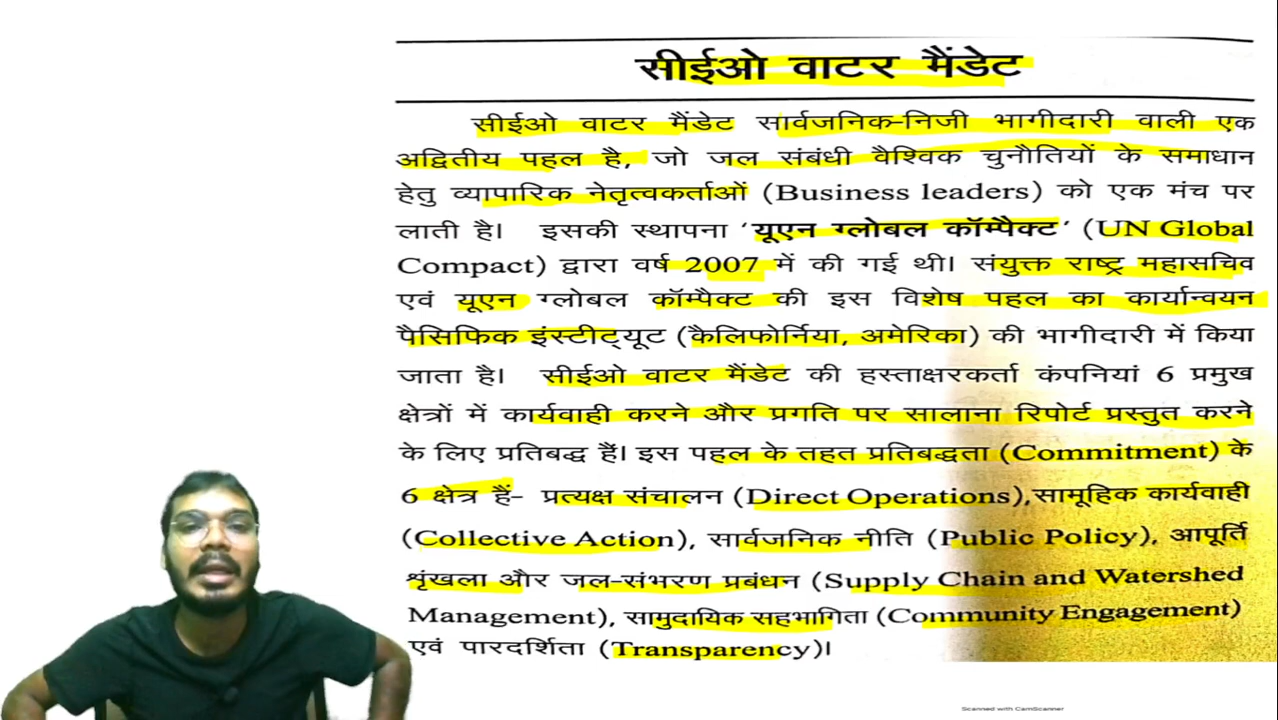 सीईओ वाटर मैंडेट
सीईओ वाटर मैंडेट सार्वजनिक-निजी भागीदारी वाली एक
अद्वितीय पहल है, जो जल संबंधी वैश्विक चुनौतियों के समाधान
हेतु व्यापारिक नेतृत्वकर्ताओं (Business leaders) को एक मंच पर
लाती है। इसकी स्थापना ‘यूएन ग्लोबल कॉम्पैक्ट’ (UN Global
Compact) द्वारा वर्ष 2007 में की गई थी। संयुक्त राष्ट्र महासचिव
एवं यूएन ग्लोबल कॉम्पैक्ट की इस विशेष पहल का कार्यान्वयन
पैसिफिक इंस्टीट्यूट (कैलिफोर्निया, अमेरिका) की भागीदारी में किया
जाता है। सीईओ वाटर मैंडेट की हस्ताक्षरकर्ता कंपनियां 6 प्रमुख
क्षेत्रों में कार्यवाही करने और प्रगति पर सालाना रिपोर्ट प्रस्तुत करने
के लिए प्रतिबद्ध हैं। इस पहल के तहत प्रतिबद्धता (Commitment) के
6 क्षेत्र हैं- प्रत्यक्ष संचालन (Direct Operations),सामूहिक कार्यवाही
(Collective Action), सार्वजनिक नीति (Public Policy), आपूर्ति
शृंखला और जल-संभरण प्रबंधन (Supply Chain and Watershed
Management), सामुदायिक सहभागिता (Community Engagement)
एवं पारदर्शिता (Transparency)।
Scanned with CamScanner